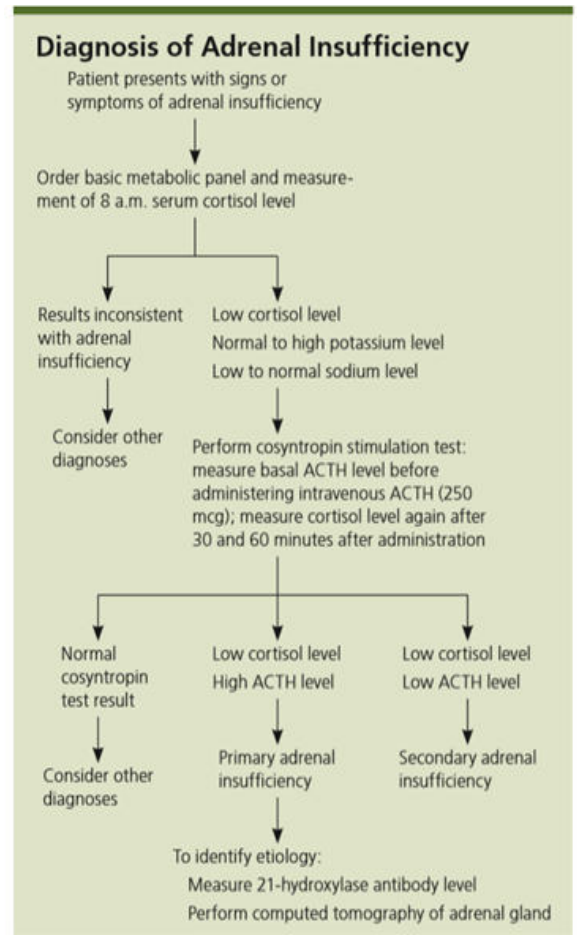 Diagnosis of Adrenal Insufficiency
Patient presents with signs or
symptoms of adrenal insufficiency
Order basic metabolic panel and measure-
ment of 8 a.m. serum cortisol level
Results inconsistent
with adrenal
insufficiency
Low cortisol level
Normal to high potassium level
Low to normal sodium level
Consider other
diagnoses
Perform cosyntropin stimulation test:
measure basal ACTH level before
administering intravenous ACTH (250
mcg); measure cortisol level again after
30 and 60 minutes after administration
Normal
cosyntropin
test result
Low cortisol level
High ACTH level
Low cortisol level
Low ACTH level
Consider other
diagnoses
Primary adrenal
insufficiency
Secondary adrenal
insufficiency
To identify etiology:
Measure 21-hydroxylase antibody level
Perform computed tomography of adrenal gland